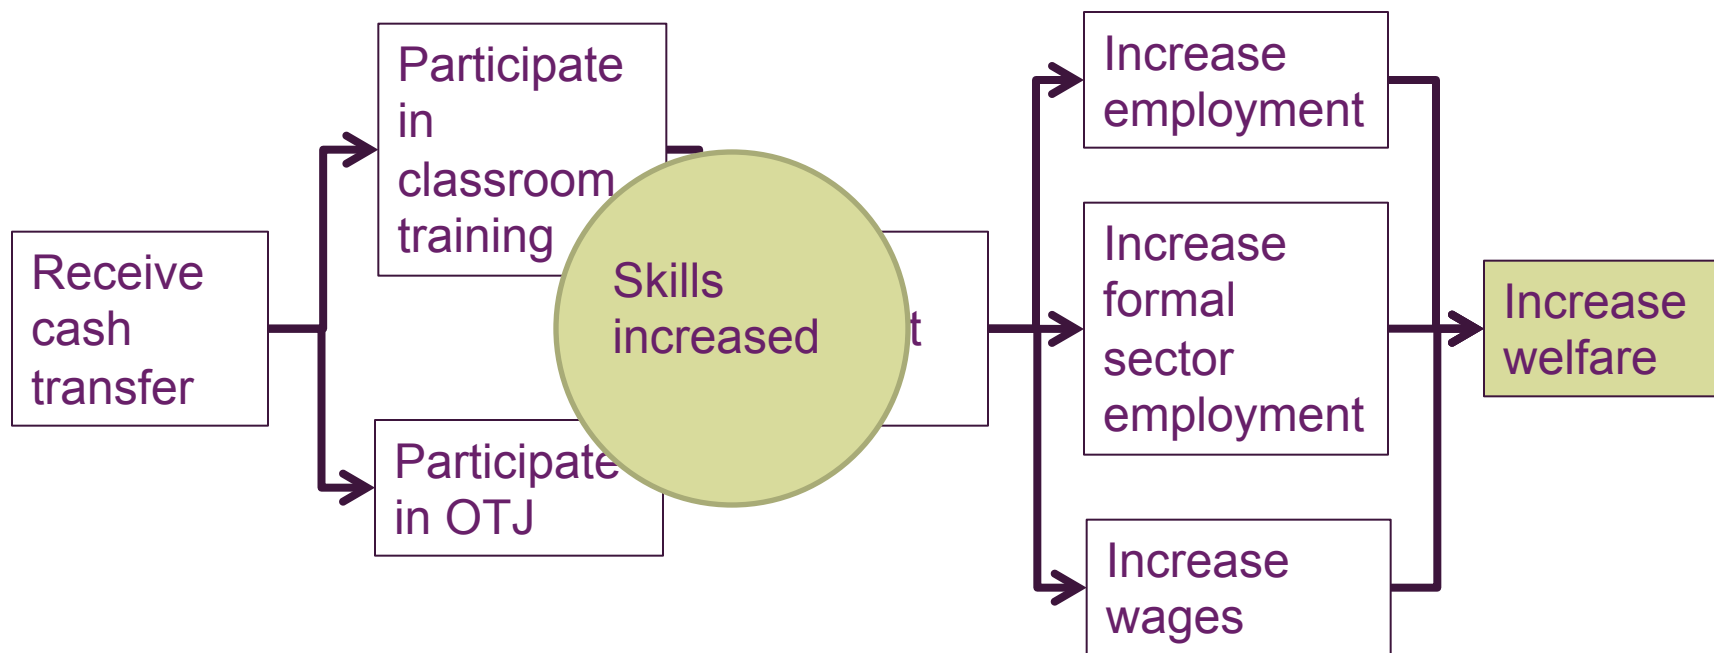 Receive
cash
transfer
Participate
in
classroom
training
Participate
in OTJ
Skills
increased
t
Increase
employment
Increase
formal
sector
employment
Increase
wages
Increase
welfare